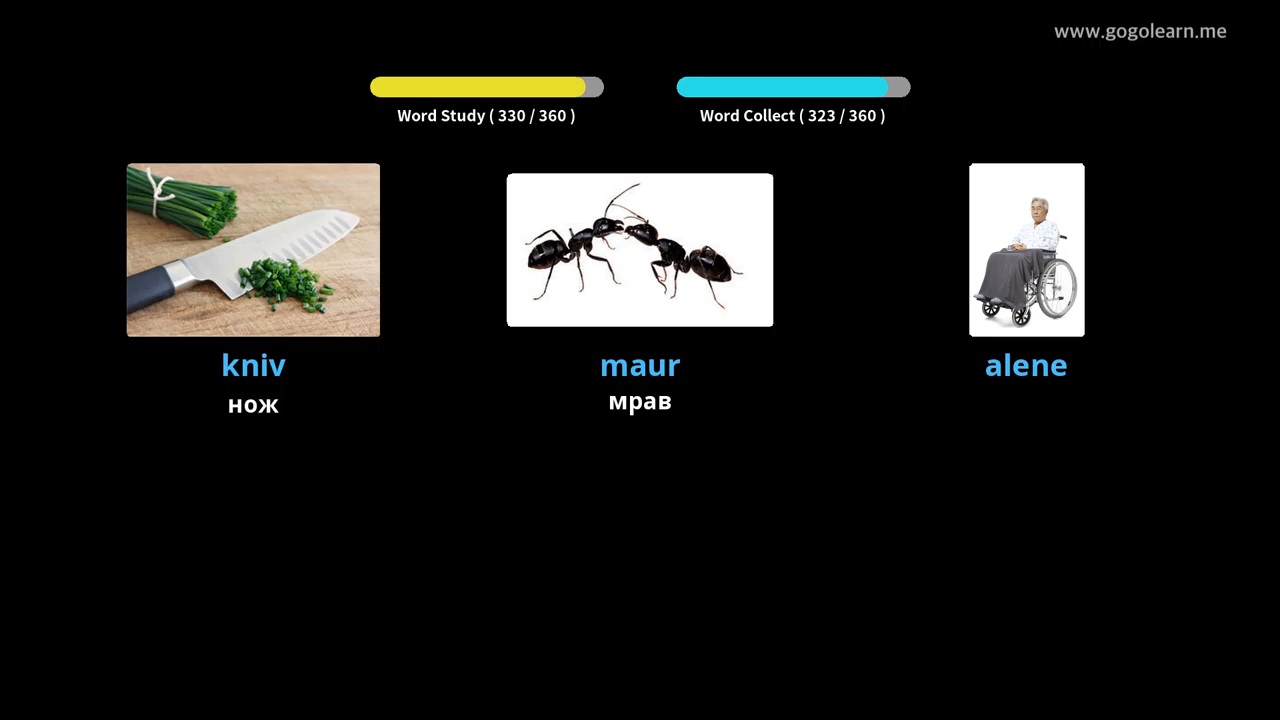 www.gogolearn.me
Word Study ( 330 / 360 )
Word Collect ( 323 / 360 )
kniv
maur
alene
нож
мрав